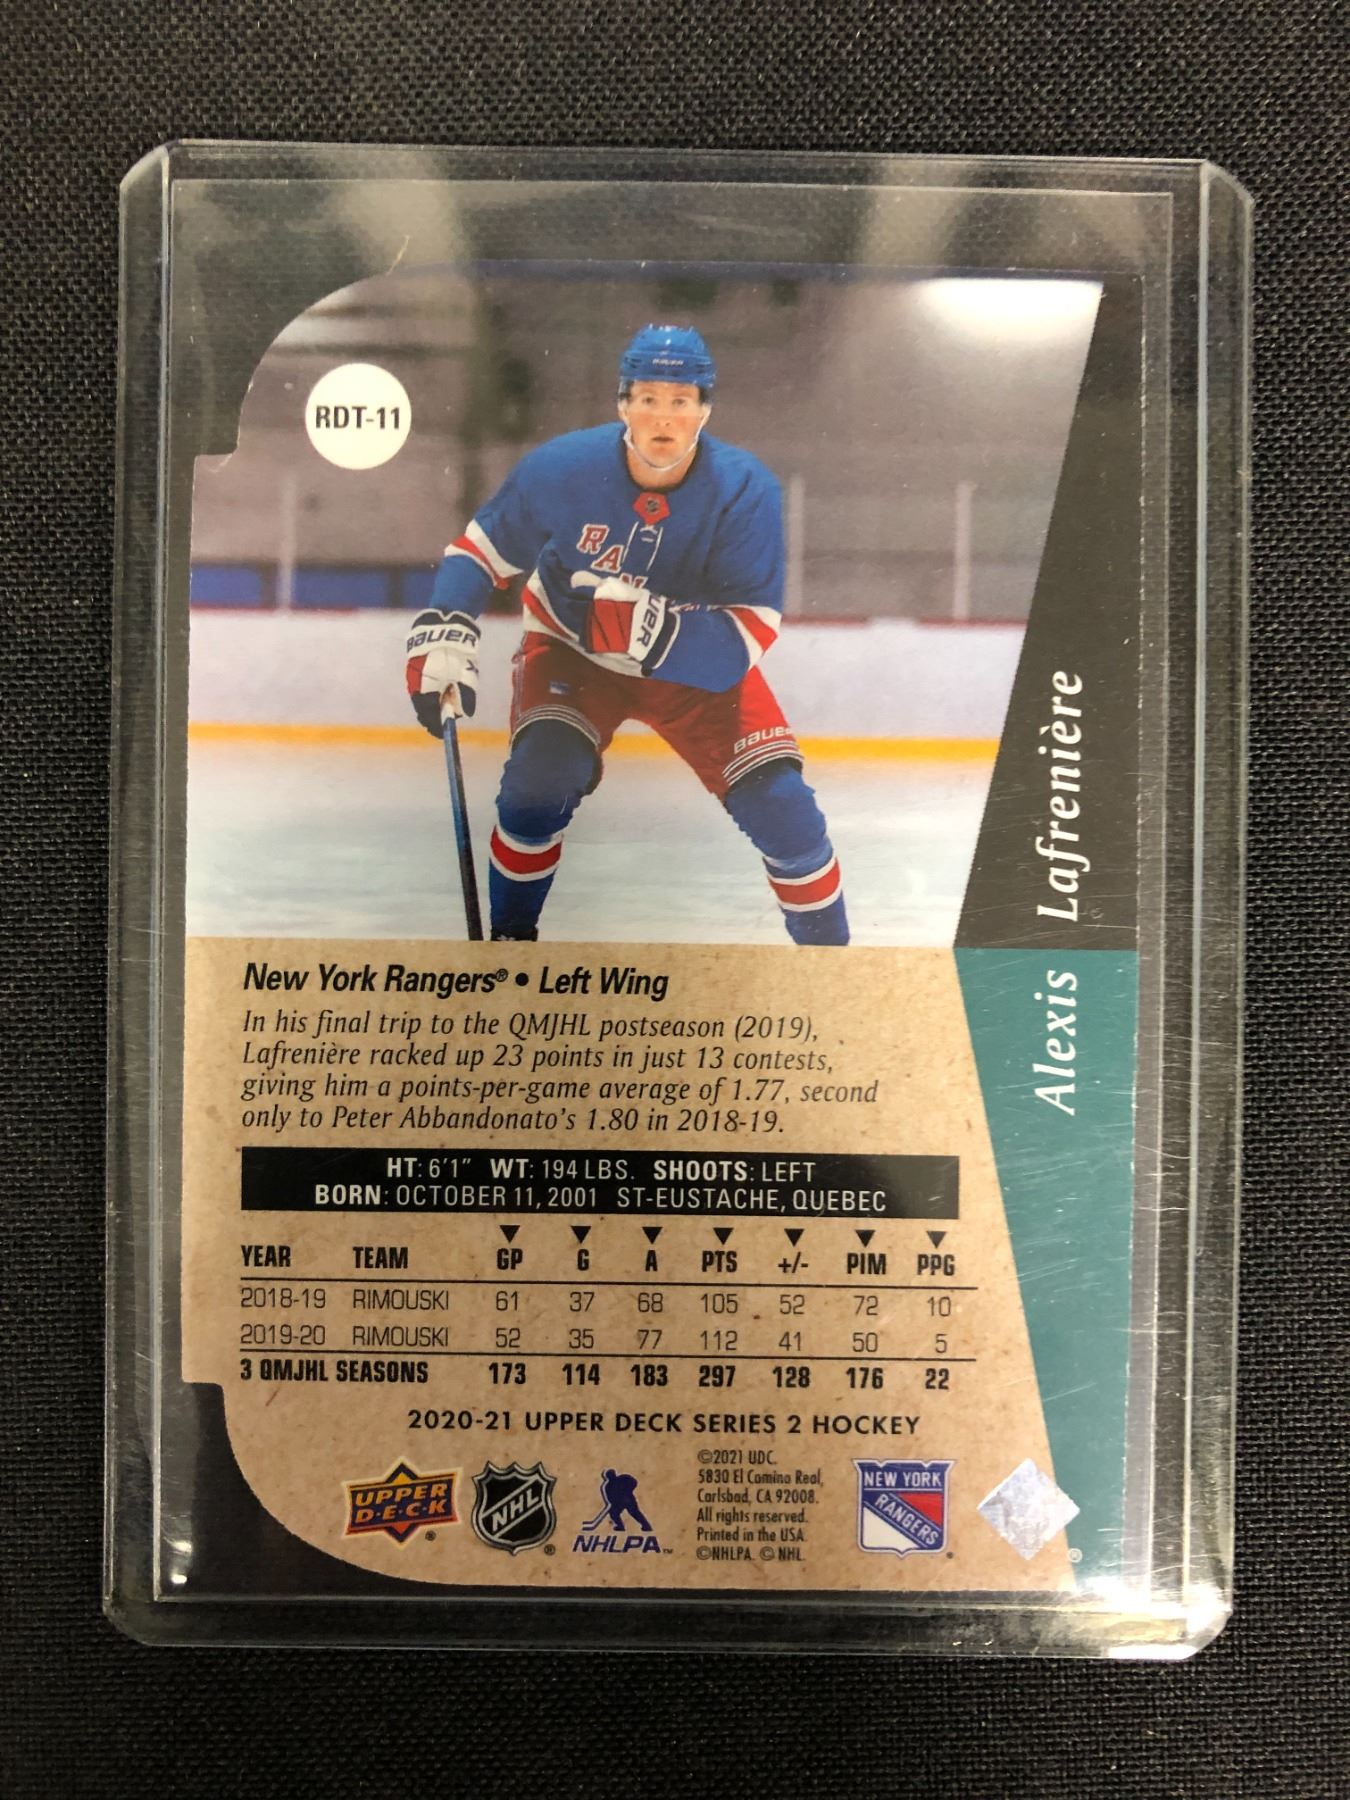 RDT-11
BAUER
RAN
BAUER
BAUER
BAUER
Alexis Lafrenière
New York Rangers® • Left Wing
In his final trip to the QMJHL postseason (2019),
Lafrenière racked up 23 points in just 13 contests,
giving him a points-per-game average of 1.77, second
only to Peter Abbandonato's 1.80 in 2018-19.
HT: 6'1" WT: 194 LBS. SHOOTS: LEFT
BORN: OCTOBER 11, 2001 ST-EUSTACHE, QUEBEC
YEAR TEAM GP G A PTS +/- PIM PPG
2018-19 RIMOUSKI 61 37 68 105 52 72 10
2019-20 RIMOUSKI 52 35 77 112 41 50 5
3 QMJHL SEASONS 173 114 183 297 128 176 22
2020-21 UPPER DECK SERIES 2 HOCKEY
UPPER
D•E•C•K ®
NHL ®
NHLPA™
©2021 UDC.
5830 El Camino Real,
Carlsbad, CA 92008.
All rights reserved.
Printed in the USA.
©NHLPA. © NHL.
NEW YORK
RANGERS
®